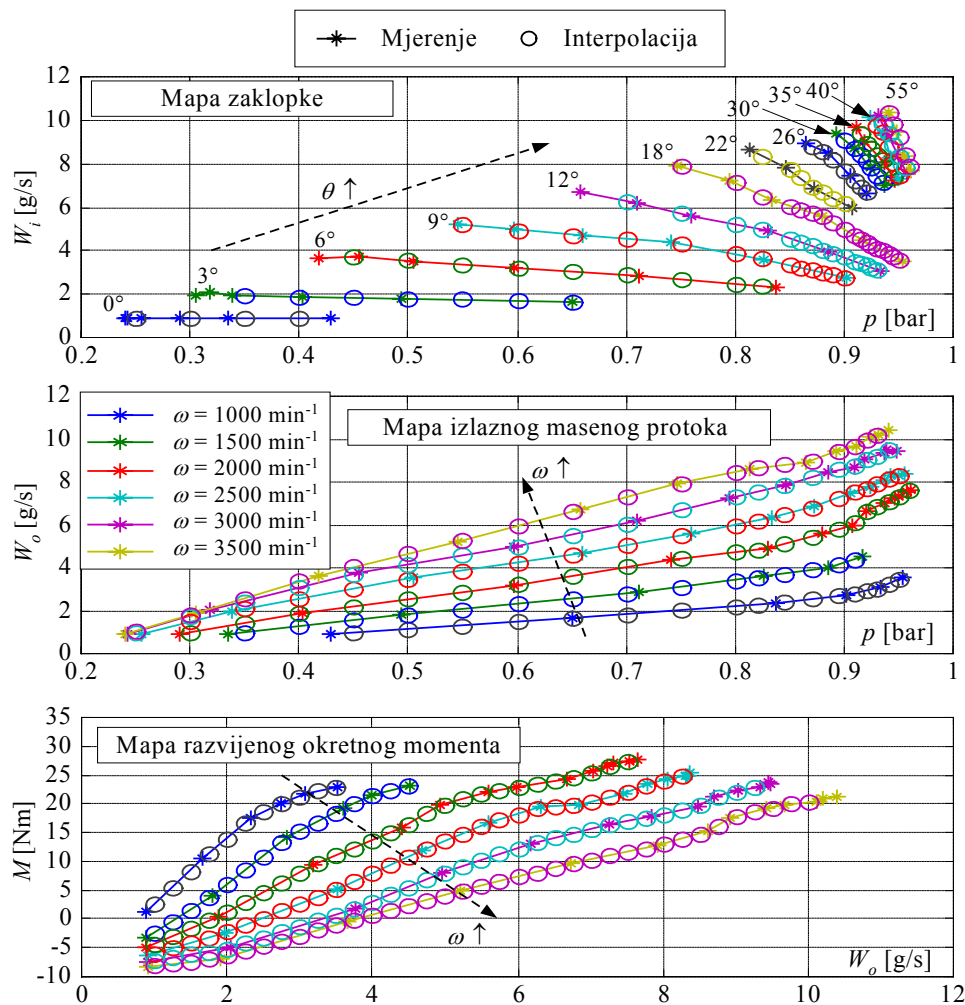 Mjerenje Interpolacija
12
10
8
6
4
2
0
W_i [g/s]
Mapa zaklopke
θ ↑
0° 3° 6° 9° 12° 18° 22° 26° 30° 35° 40° 55°
p [bar]
0.2 0.3 0.4 0.5 0.6 0.7 0.8 0.9 1
12
10
8
6
4
2
0
W_o [g/s]
ω = 1000 min⁻¹
ω = 1500 min⁻¹
ω = 2000 min⁻¹
ω = 2500 min⁻¹
ω = 3000 min⁻¹
ω = 3500 min⁻¹
Mapa izlaznog masenog protoka
ω ↑
p [bar]
0.2 0.3 0.4 0.5 0.6 0.7 0.8 0.9 1
35
30
25
20
15
10
5
0
-5
-10
M [Nm]
Mapa razvijenog okretnog momenta
ω ↑
W_o [g/s]
0 2 4 6 8 10 12